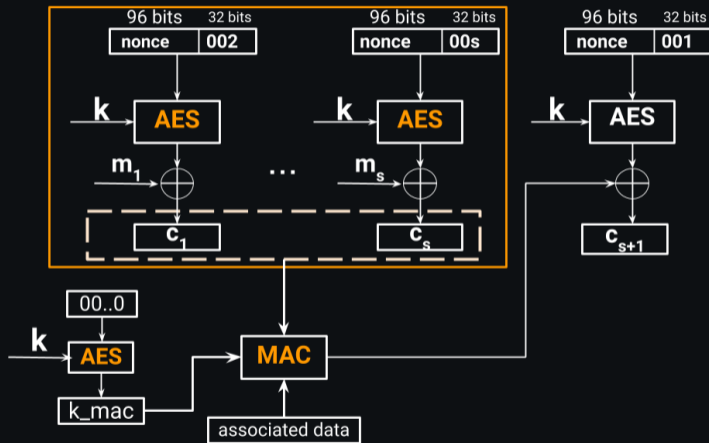 96 bits 32 bits 96 bits 32 bits 96 bits 32 bits
nonce 002 nonce 00s nonce 001
k AES k AES k AES
m1 ... ms
c1 cs cs+1
00..0
k AES MAC
k_mac
associated data